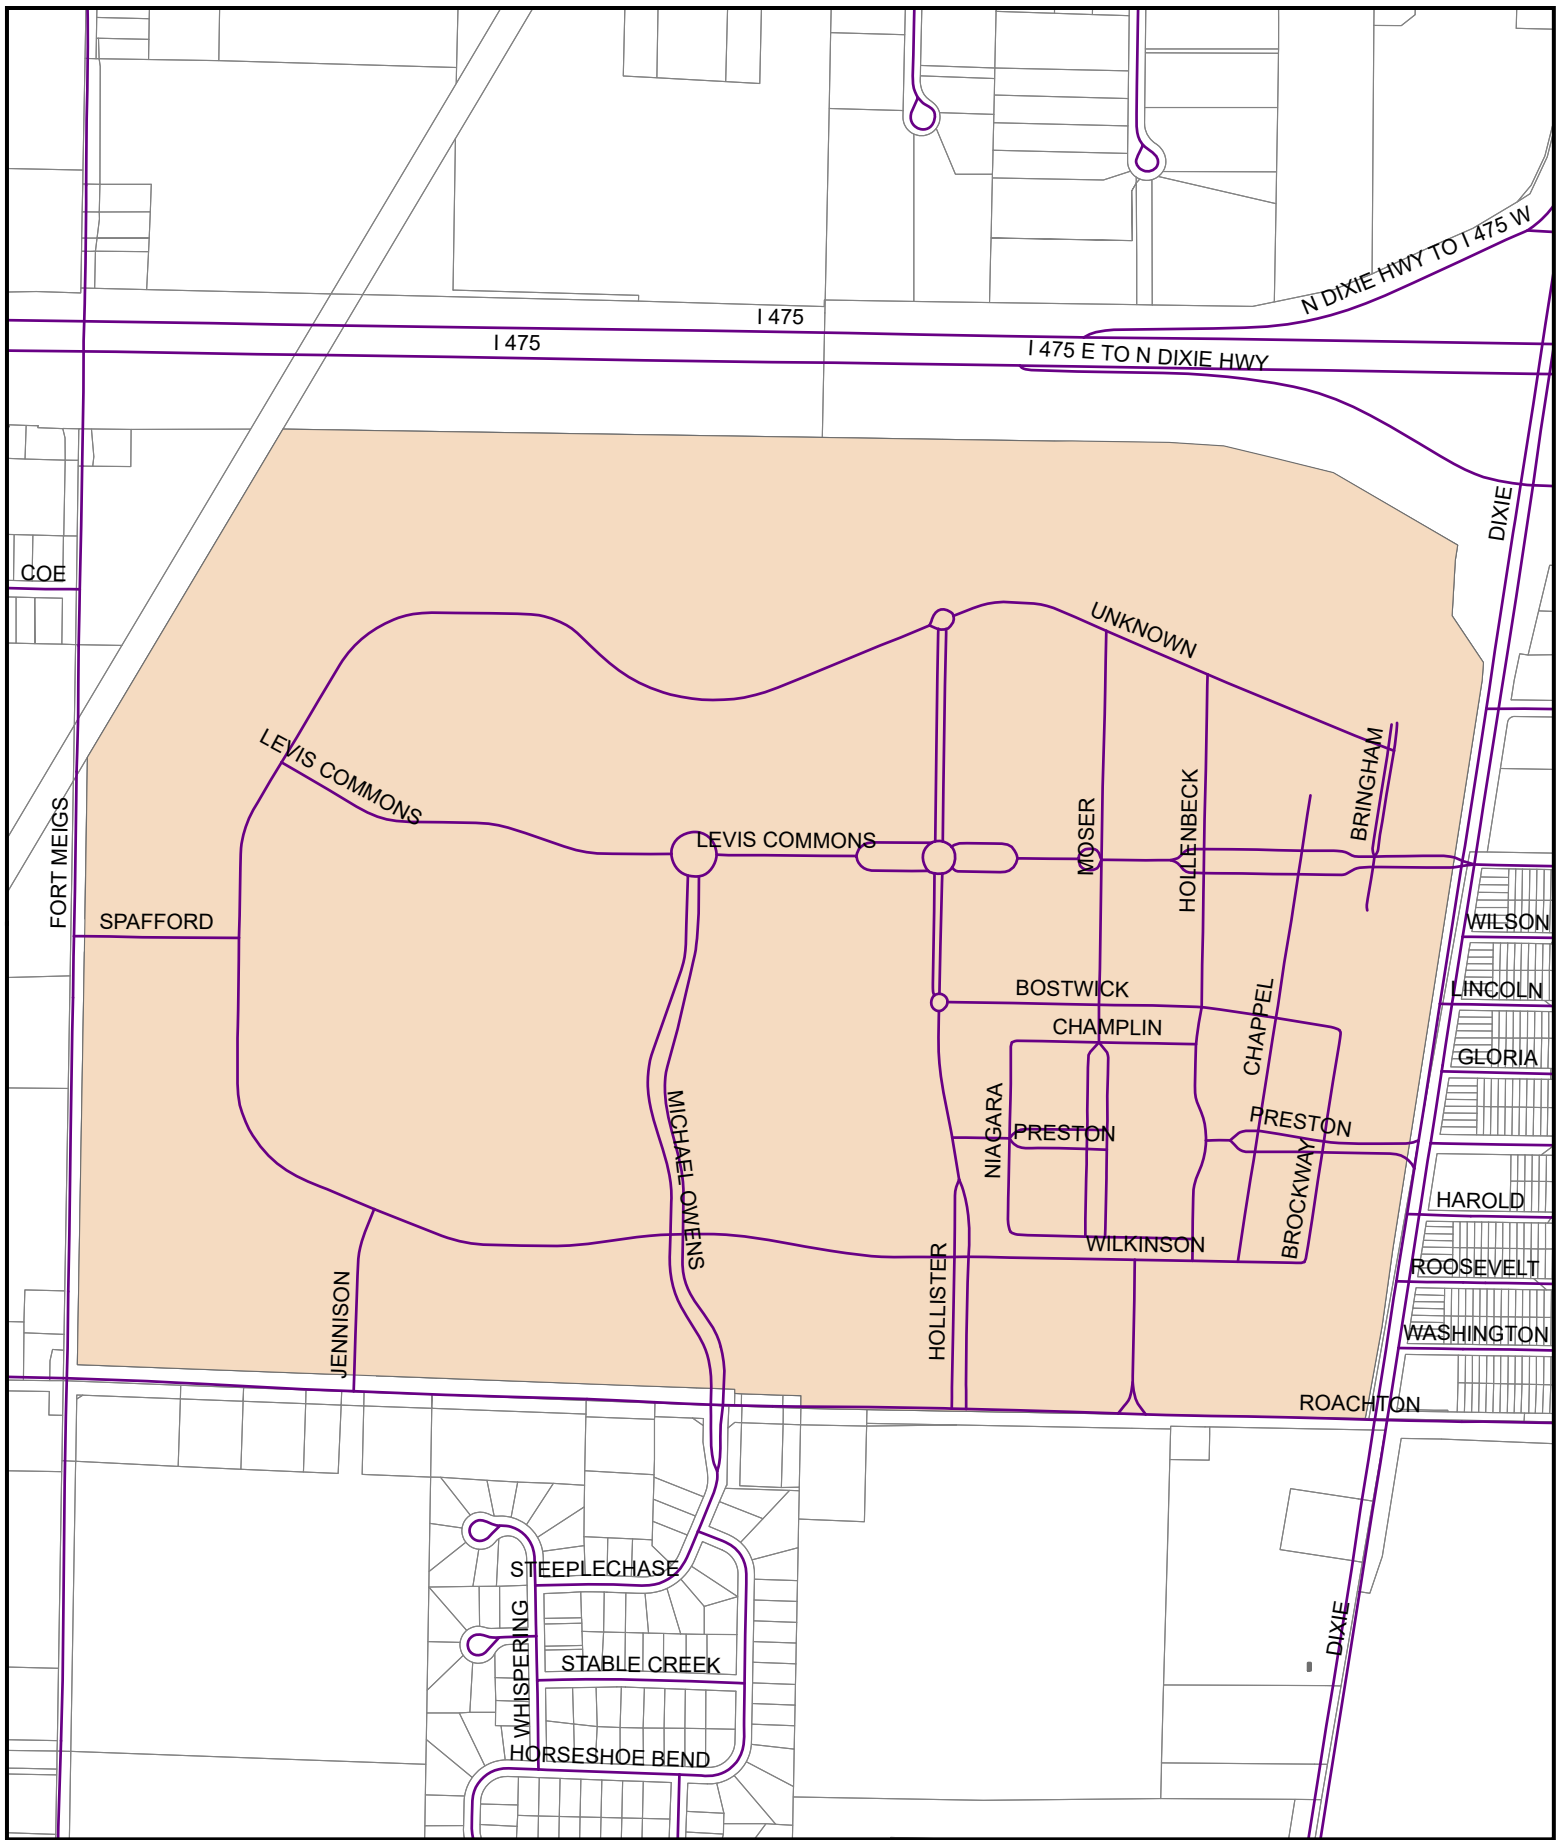 N DIXIE HWY TO I 475 W
I 475
I 475
I 475 E TO N DIXIE HWY
DIXIE
COE
UNKNOWN
LEVIS COMMONS
BRINGHAM
FORT MEIGS
MOSER
HOLLENBECK
LEVIS COMMONS
SPAFFORD
WILSON
BOSTWICK
LINCOLN
CHAMPLIN
CHAPPEL
GLORIA
NIAGARA
PRESTON
PRESTON
MICHAEL OWENS
BROCKWAY
HAROLD
WILKINSON
ROOSEVELT
HOLLISTER
JENNISON
WASHINGTON
ROACHTON
STEEPLECHASE
WHISPERING
DIXIE
STABLE CREEK
HORSESHOE BEND